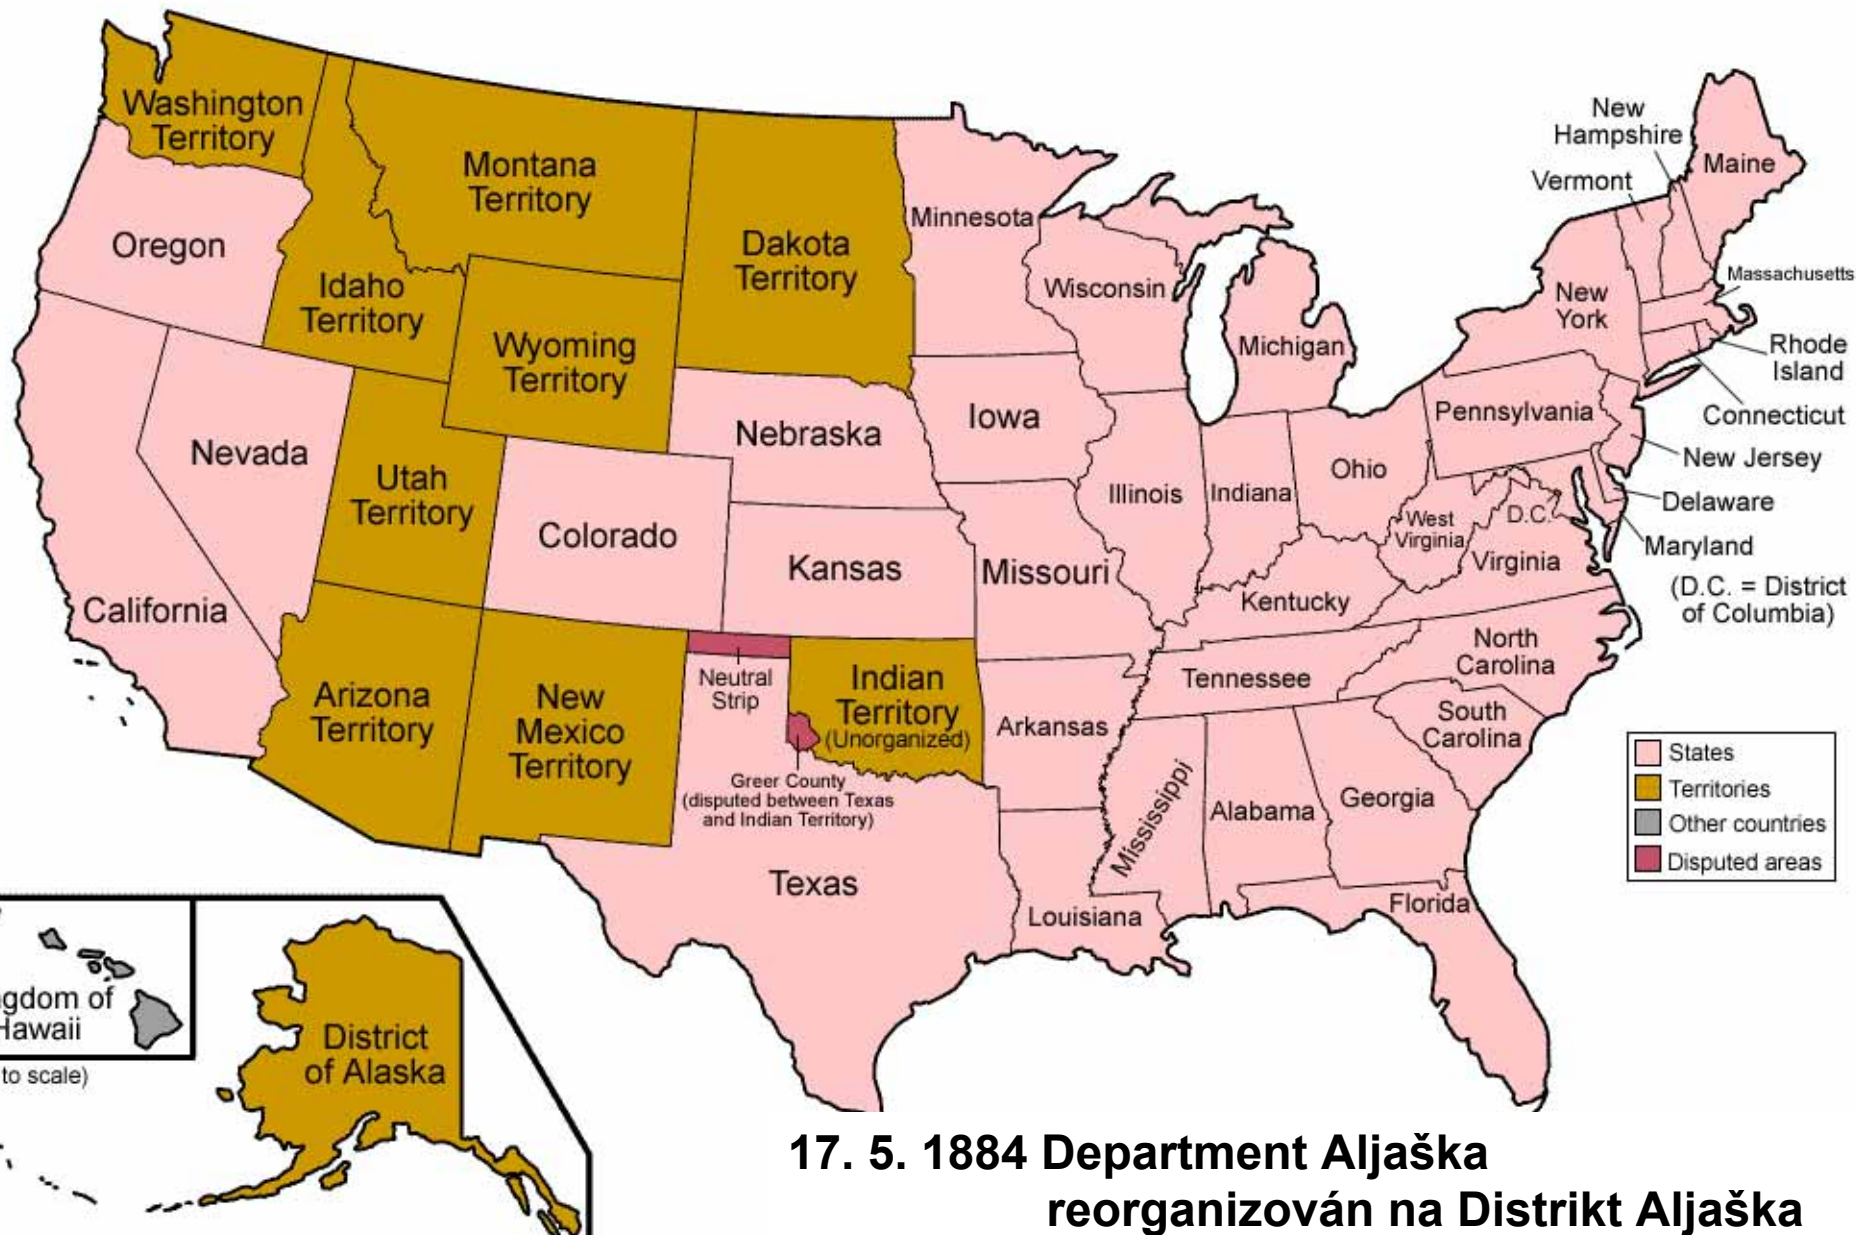 Washington
Territory
Montana
Territory
Dakota
Territory
Oregon
Idaho
Territory
Wyoming
Territory
Minnesota
Wisconsin
Michigan
New
Hampshire
Vermont
Maine
Massachusetts
New
York
Rhode
Island
Connecticut
Pennsylvania
New Jersey
Delaware
Maryland
(D.C. = District
of Columbia)
Nevada
Utah
Territory
Nebraska
Iowa
Illinois
Indiana
Ohio
West
Virginia
D.C.
Virginia
California
Colorado
Kansas
Missouri
Kentucky
North
Carolina
Tennessee
South
Carolina
Arizona
Territory
New
Mexico
Territory
Neutral
Strip
Indian
Territory
(Unorganized)
Greer County
(disputed between Texas
and Indian Territory)
Arkansas
Mississippi
Alabama
Georgia
Texas
Louisiana
Florida
States
Territories
Other countries
Disputed areas
gdom of
Hawaii
to scale)
District
of Alaska
17. 5. 1884 Department Aljaška
reorganizován na Distrikt Aljaška